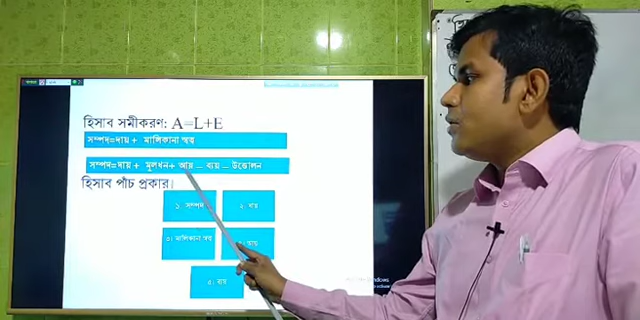 হিসাব সমীকরণ: A=L+E
সম্পদ=দায় + মালিকানা স্বত্ত্ব
সম্পদ=দায় + মূলধন+ আয় – ব্যয় – উত্তোলন
হিসাব পাঁচ প্রকার।
১। সম্পদ
২. দায়
৩। মালিকানা স্বত্ত্ব
আয়
৫। ব্যয়